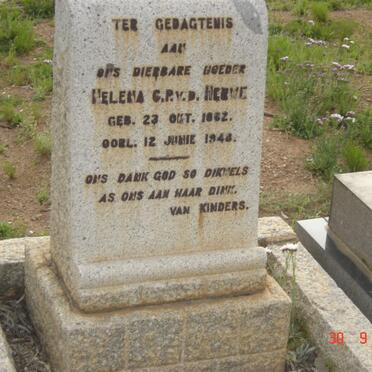 TER GEDAGTENIS
AAN
ONS DIERBARE MOEDER
HELENA C.P.V.D. MERWE
GEB. 23 OKT. 1862.
OORL. 12 JUNIE 1948.
ONS DANK GOD SO DIKWELS
AS ONS AAN HAAR DINK.
VAN KINDERS.
30 9